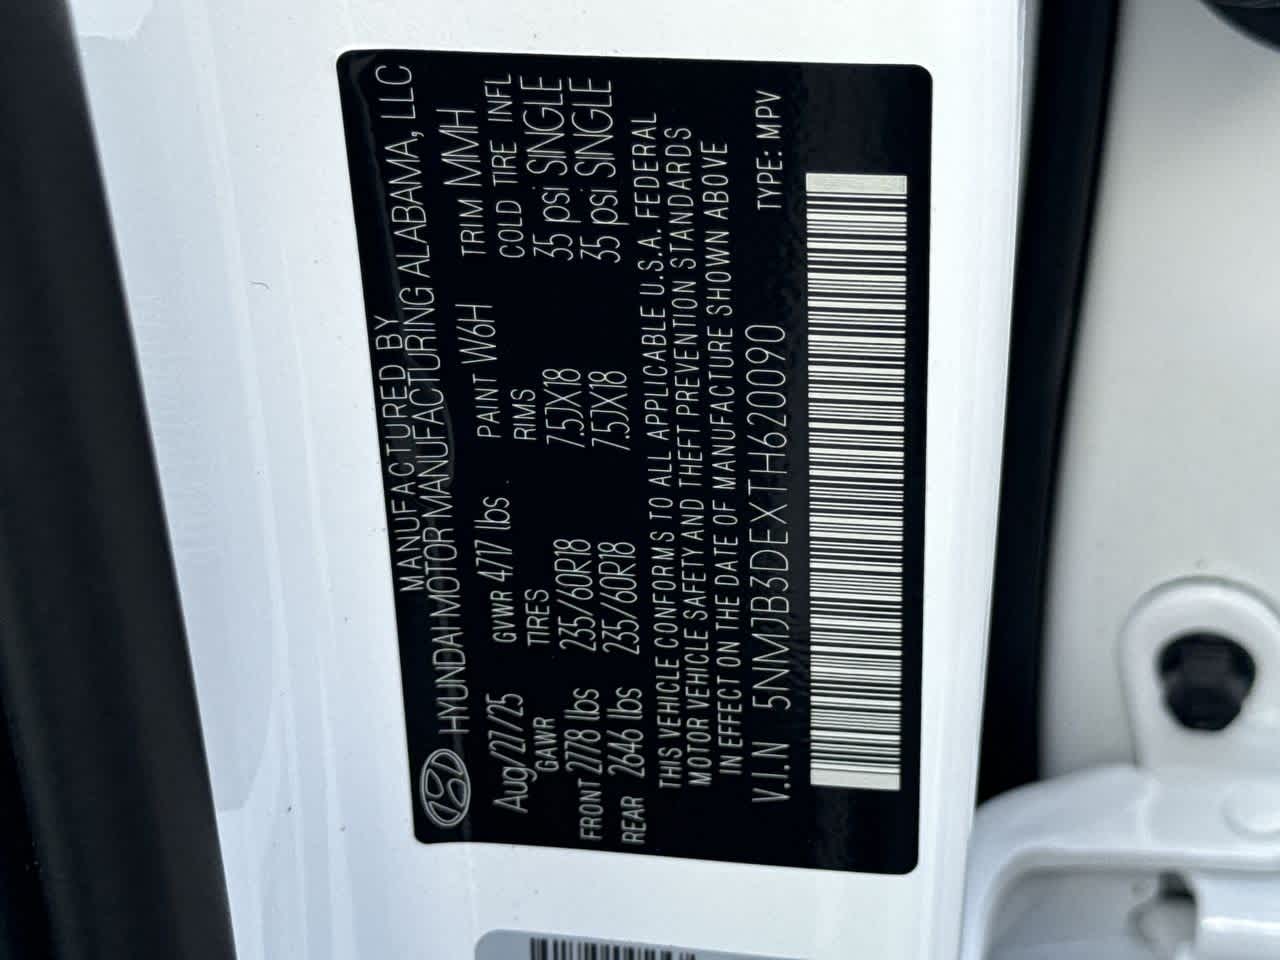 MANUFACTURED BY
HYUNDAI MOTOR MANUFACTURING ALABAMA, LLC
Aug/27/25 GVWR 4717 lbs. PAINT W6H TRIM MMH
GAWR TIRES RIMS COLD TIRE INFL
FRONT 2778 lbs 235/60R18 7.5JX18 35 psi SINGLE
REAR 2646 lbs 235/60R18 7.5JX18 35 psi SINGLE
THIS VEHICLE CONFORMS TO ALL APPLICABLE U.S.A. FEDERAL
MOTOR VEHICLE SAFETY AND THEFT PREVENTION STANDARDS
IN EFFECT ON THE DATE OF MANUFACTURE SHOWN ABOVE
V.I.N 5NMJB3DEXTH620090 TYPE: MPV